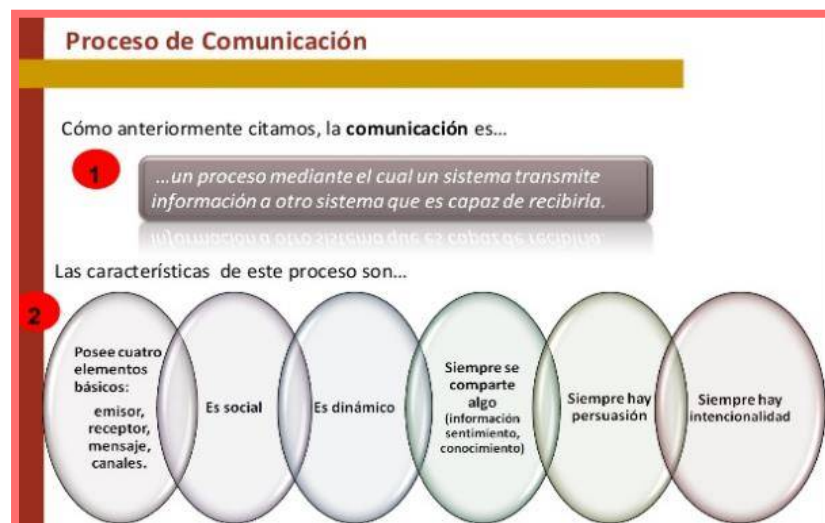 Proceso de Comunicación
Cómo anteriormente citamos, la comunicación es...
1
...un proceso mediante el cual un sistema transmite
información a otro sistema que es capaz de recibirla.
Las características de este proceso son...
2
Posee cuatro
elementos
básicos:
emisor,
receptor,
mensaje,
canales.
Es social
Es dinámico
Siempre se
comparte
algo
(información
sentimiento,
conocimiento)
Siempre hay
persuasión
Siempre hay
intencionalidad